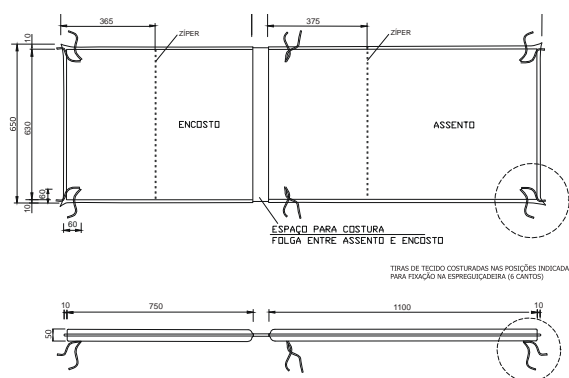 365
375
10
ZÍPER
ZÍPER
650
630
ENCOSTO
ASSENTO
60
10
60
ESPAÇO PARA COSTURA
FOLGA ENTRE ASSENTO E ENCOSTO
TIRAS DE TECIDO COSTURADAS NAS POSIÇÕES INDICADA
PARA FIXAÇÃO NA ESPREGUIÇADEIRA (6 CANTOS)
10
750
1100
10
50